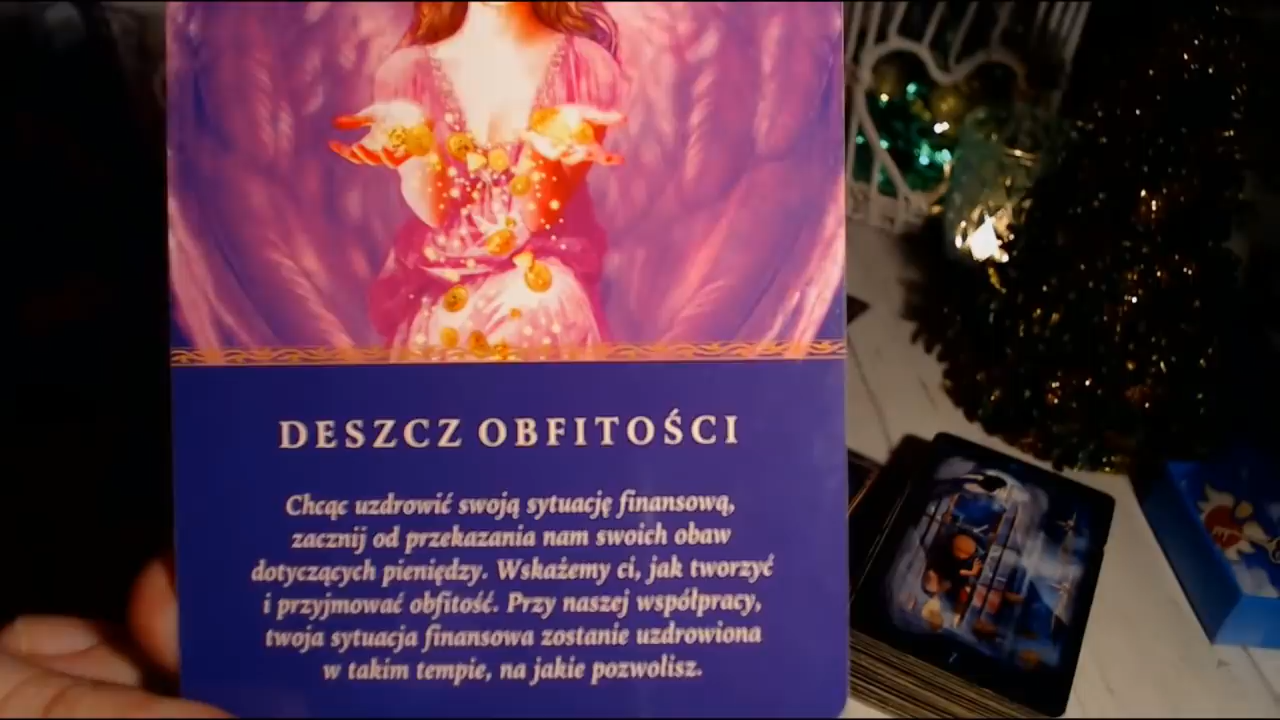 DESZCZ OBFITOŚCI
Chcąc uzdrowić swoją sytuację finansową,
zacznij od przekazania nam swoich obaw
dotyczących pieniędzy. Wskażemy ci, jak tworzyć
i przyjmować obfitość. Przy naszej współpracy,
twoja sytuacja finansowa zostanie uzdrowiona
w takim tempie, na jakie pozwolisz.